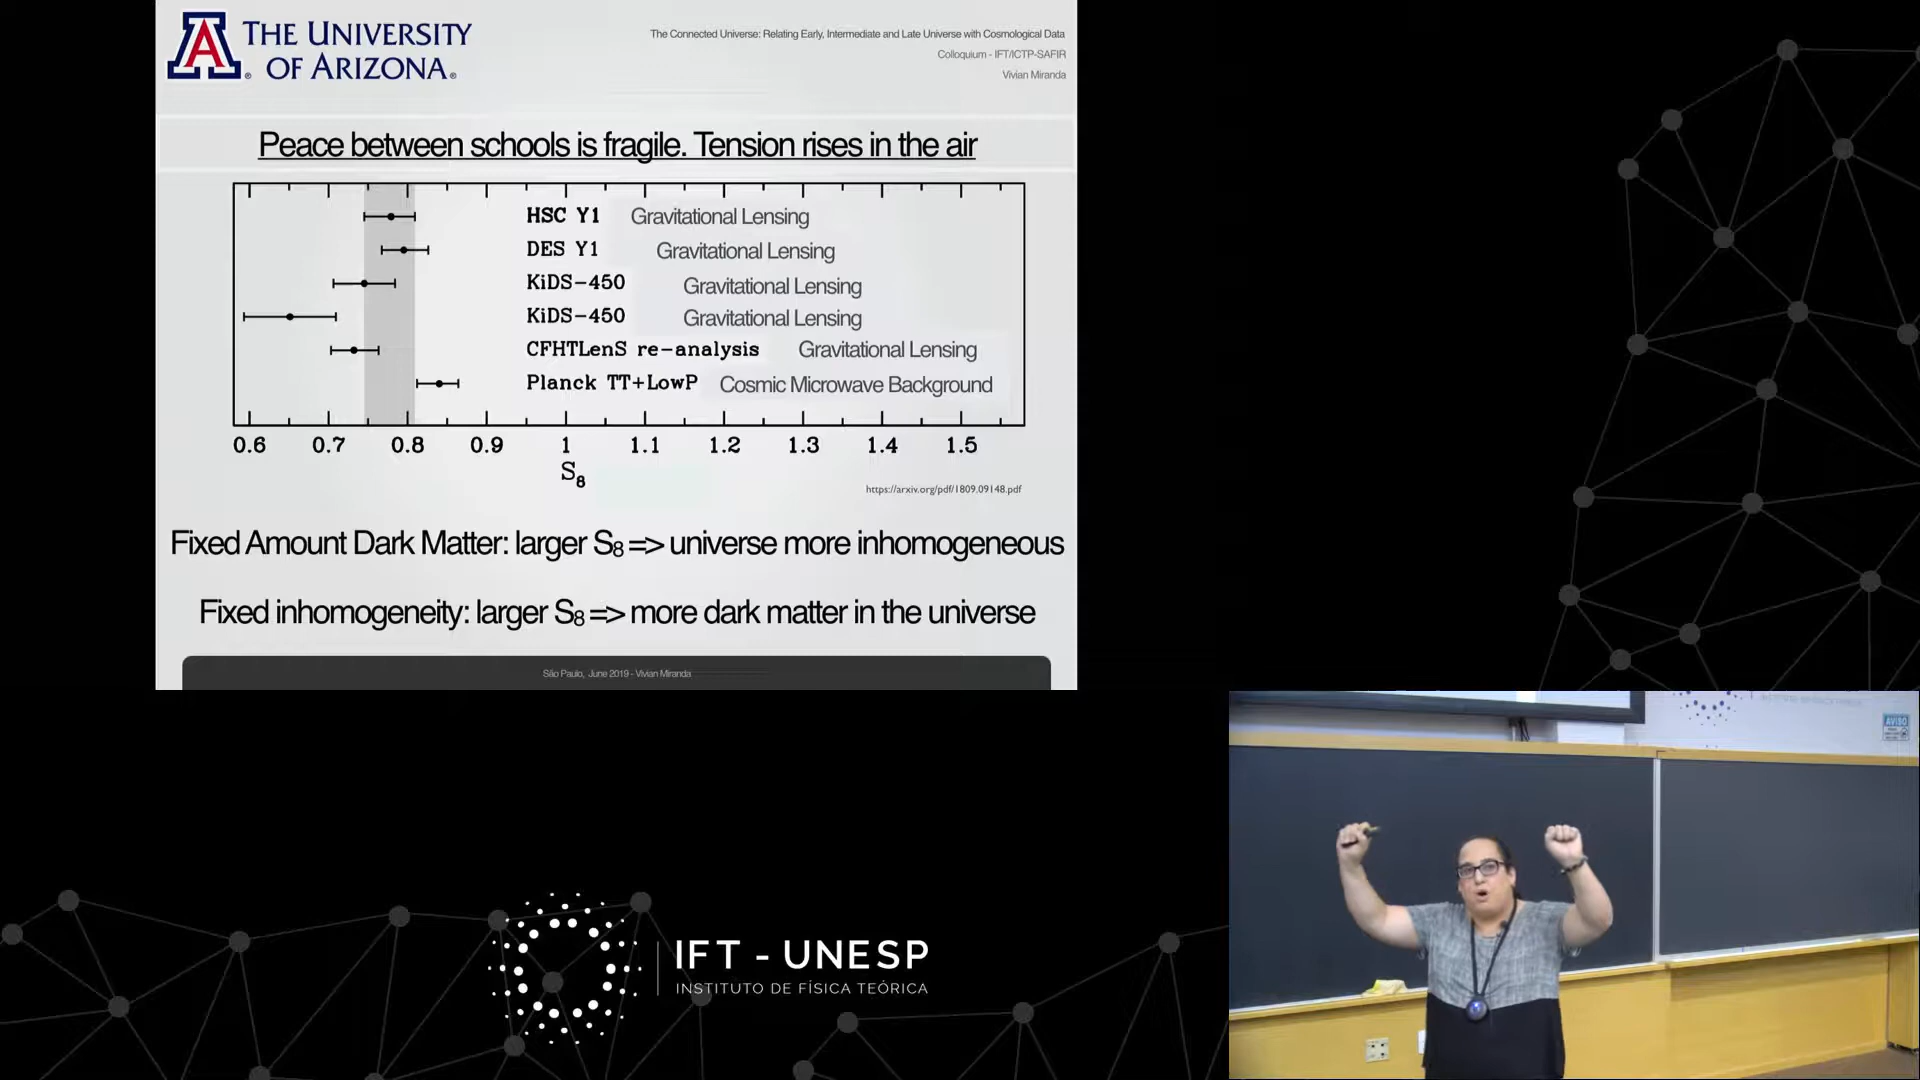 THE UNIVERSITY
OF ARIZONA®
The Connected Universe: Relating Early, Intermediate and Late Universe with Cosmological Data
Colloquium - IFT/ICTP-SAFIR
Vivian Miranda
Peace between schools is fragile. Tension rises in the air
HSC Y1 Gravitational Lensing
DES Y1 Gravitational Lensing
KiDS-450 Gravitational Lensing
KiDS-450 Gravitational Lensing
CFHTLenS re-analysis Gravitational Lensing
Planck TT+LowP Cosmic Microwave Background
0.6 0.7 0.8 0.9 1 1.1 1.2 1.3 1.4 1.5
S8
https://arxiv.org/pdf/1809.09148.pdf
Fixed Amount Dark Matter: larger S8 => universe more inhomogeneous
Fixed inhomogeneity: larger S8 => more dark matter in the universe
São Paulo, June 2019 - Vivian Miranda
AVISO
IFT - UNESP
INSTITUTO DE FÍSICA TEÓRICA